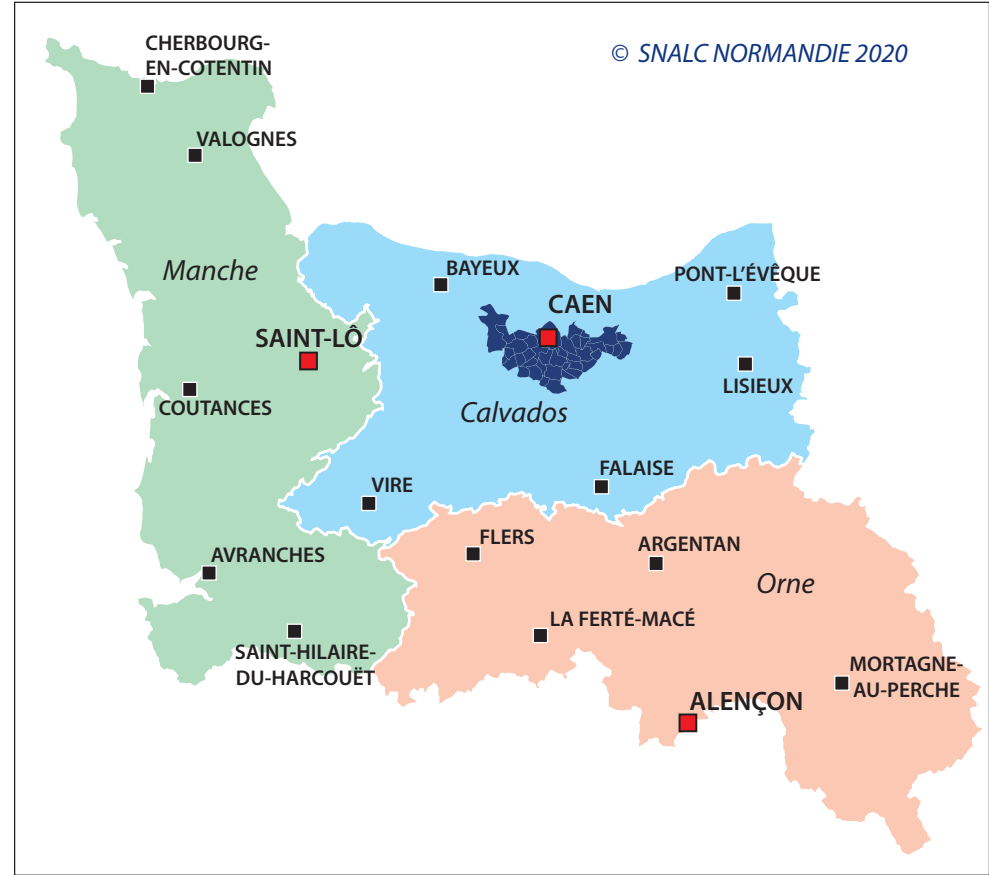 CHERBOURG-
EN-COTENTIN
© SNALC NORMANDIE 2020
VALOGNES
Manche
BAYEUX
PONT-L’ÉVÊQUE
CAEN
SAINT-LÔ
LISIEUX
COUTANCES
Calvados
FALAISE
VIRE
FLERS
ARGENTAN
AVRANCHES
Orne
LA FERTÉ-MACÉ
SAINT-HILAIRE-
DU-HARCOUËT
MORTAGNE-
AU-PERCHE
ALENÇON